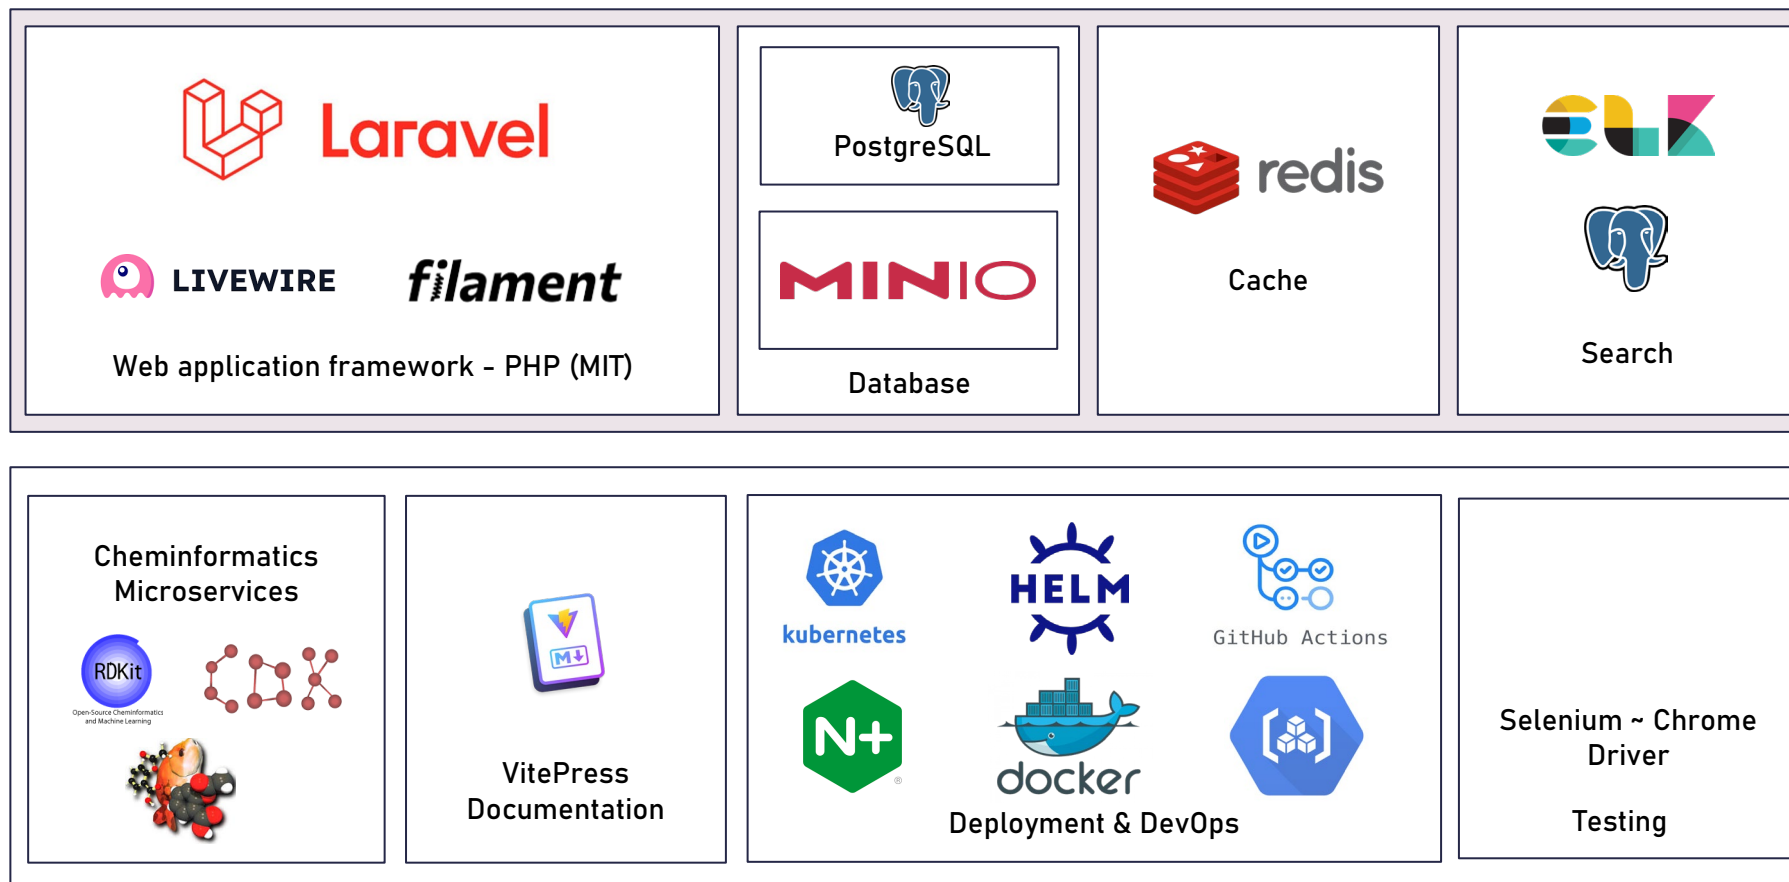 Laravel
LIVEWIRE
filament
Web application framework - PHP (MIT)
PostgreSQL
MINIO
Database
redis
Cache
ELK
Search
Cheminformatics
Microservices
RDKit
Open-Source Cheminformatics
and Machine Learning
CDK
M
VitePress
Documentation
kubernetes
HELM
GitHub Actions
N+
®
docker
Deployment & DevOps
Selenium ~ Chrome
Driver
Testing